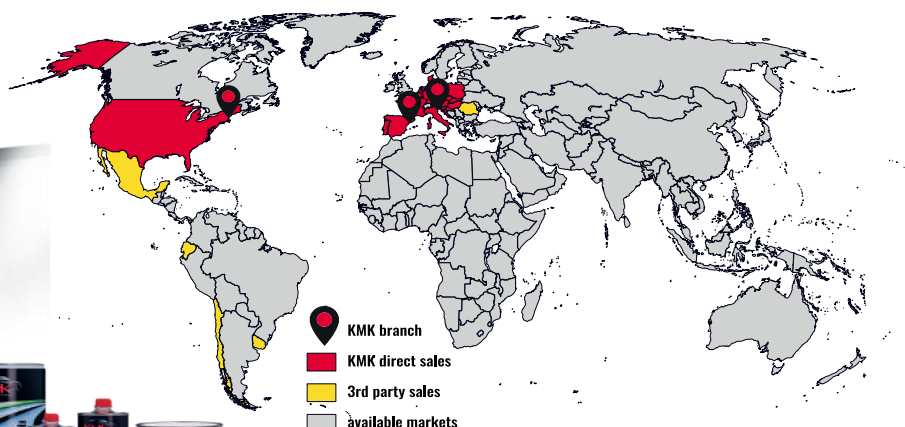 KMK branch
KMK direct sales
3rd party sales
available markets